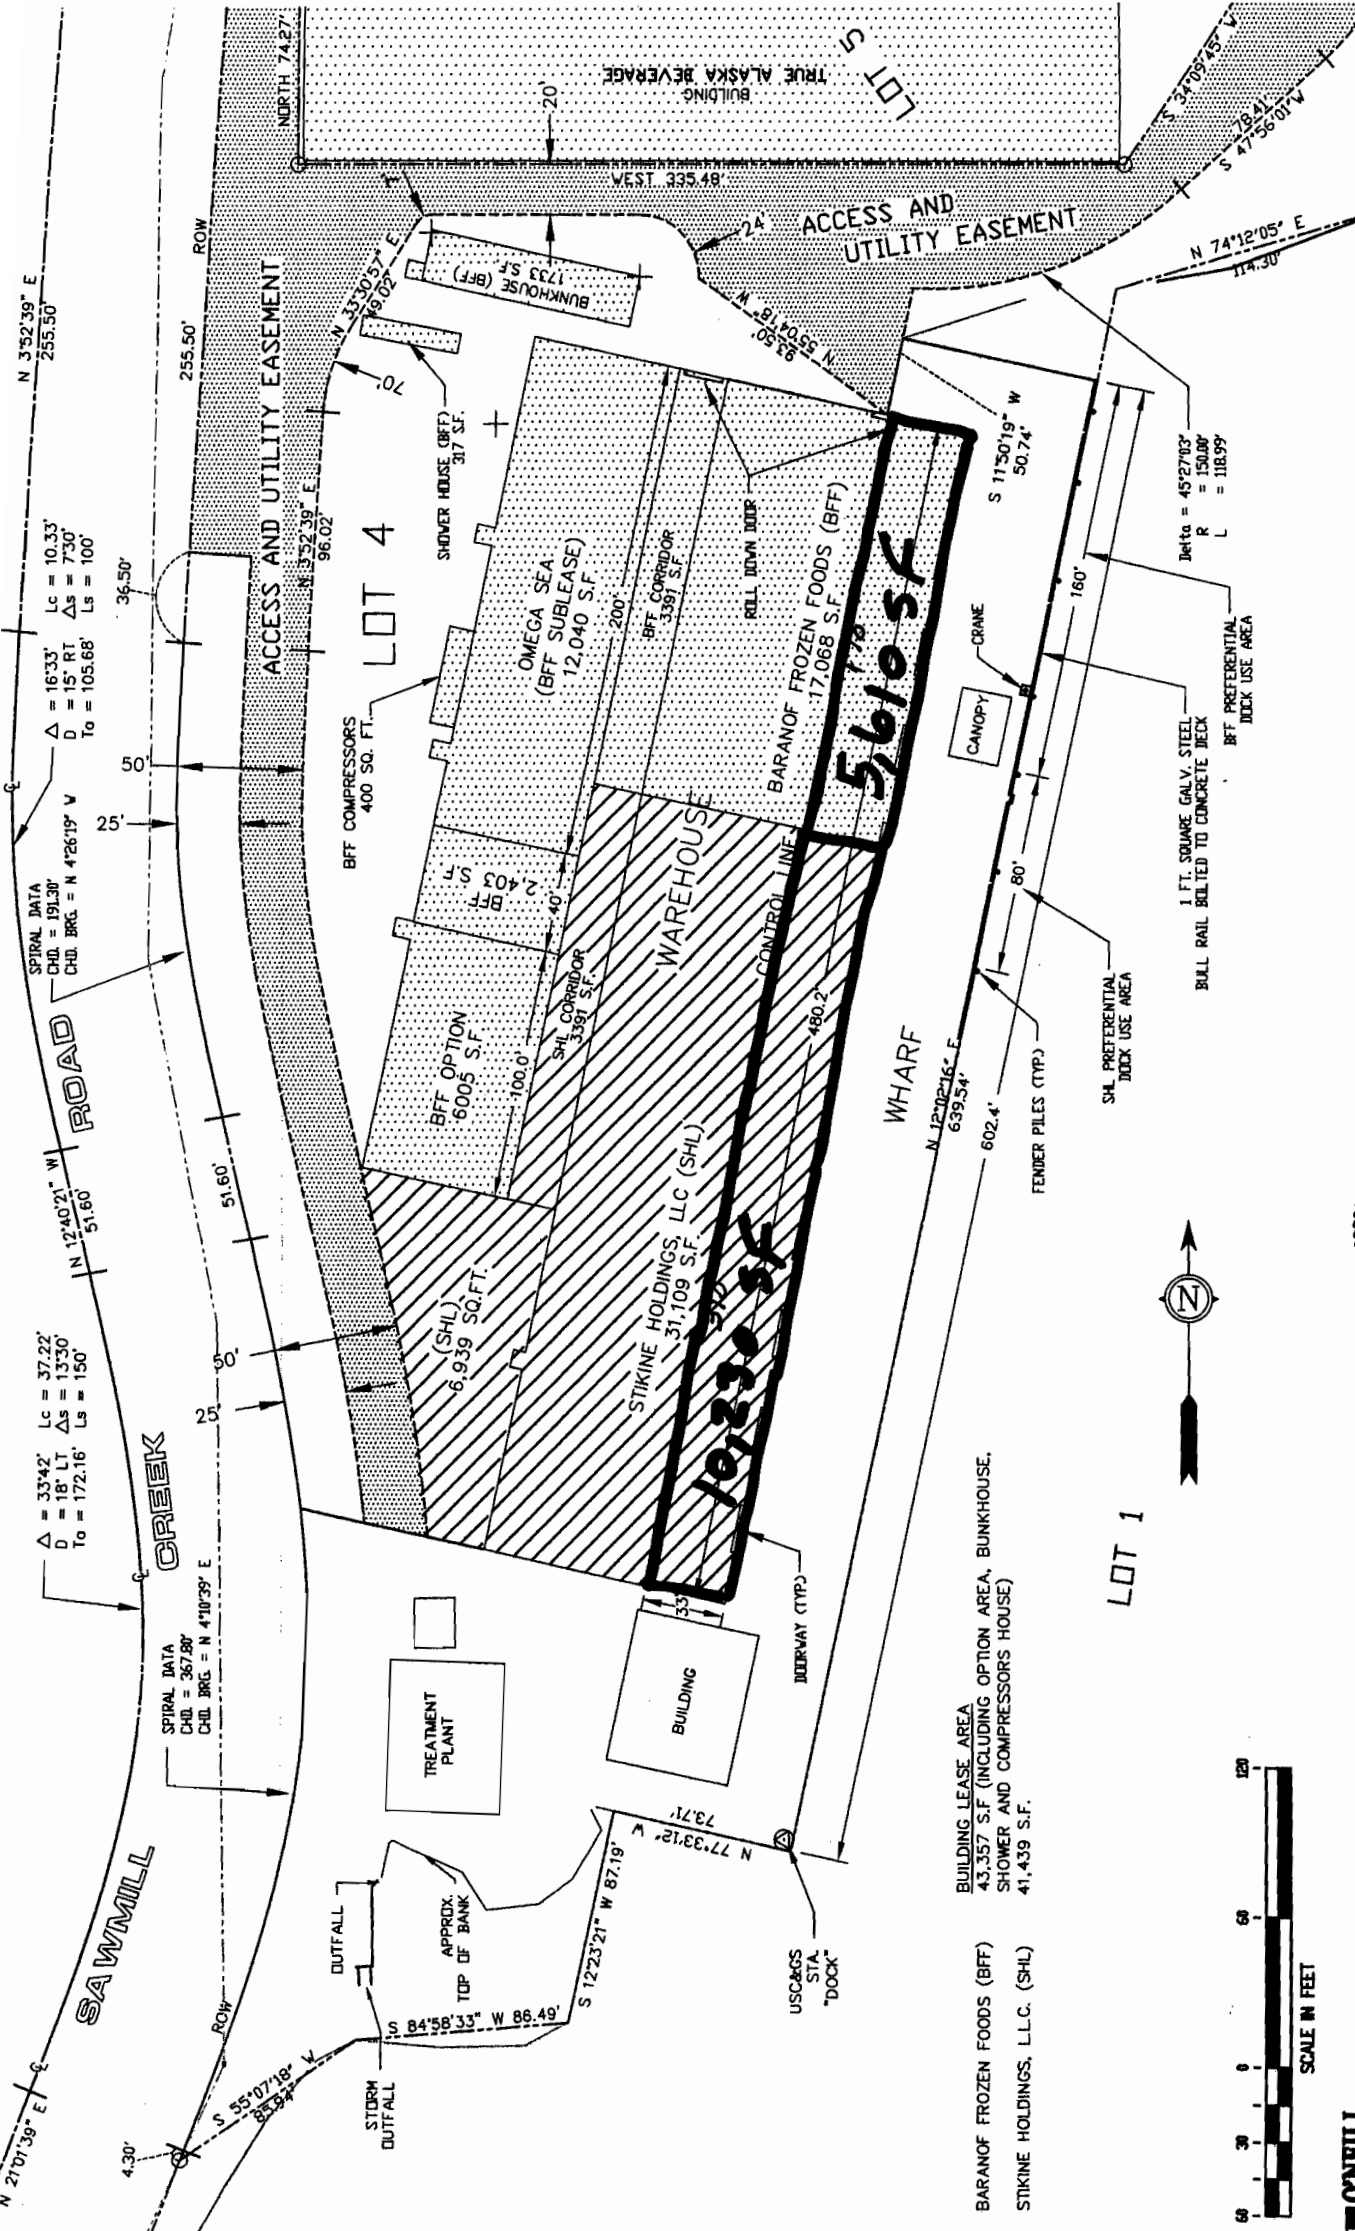 N 3°52'39" E
255.50'
ROW
255.50'
NORTH 74.27'
ACCESS AND UTILITY EASEMENT
BUILDING
TRUE ALASKA BEVERAGE
LOT 5
20'
WEST 335.48'
7'
24'
ACCESS AND
UTILITY EASEMENT
S 34°09'45" W
78.41'
S 47°56'01" W
N 74°12'05" E
114.30'
N 33°30'57" E
49.02'
BUNKHOUSE (BFF)
1733 S.F
N 55°04'18" W
93.50'
70'
SHOWER HOUSE (BFF)
317 S.F.
N 3°52'39" E
96.02'
LOT 4
36.50'
Δ = 16°33' Lc = 10.33'
D = 15° RT Δs = 7°30'
Ta = 105.68' Ls = 100'
50'
25'
SPIRAL DATA
CHD. = 191.30'
CHD. BRG. = N 4°26'19" W
BFF COMPRESSORS
400 SQ. FT.
OMEGA SEA
(BFF SUBLEASE)
12,040 S.F
200'
BFF CORRIDOR
3391 S.F
ROLL DOWN DOOR
BARANOF FROZEN FOODS (BFF)
17,068 S.F
5,610 SF
S 11°50'19" W
50.74'
Delta = 45°27'03"
R = 150.00'
L = 118.99'
CRANE
CANOPY
160'
BFF PREFERENTIAL
DOCK USE AREA
1 FT. SQUARE GALV. STEEL
BULL RAIL BOLTED TO CONCRETE DECK
80'
SHL PREFERENTIAL
DOCK USE AREA
FENDER PILES (TYP.)
BFF
2,403 S.F
40'
BFF OPTION
6005 S.F
100.0'
SHL CORRIDOR
3391 S.F.
WAREHOUSE
CONTROL LINE
480.2'
WHARF
N 12°02'16" E
639.54'
602.4'
STIKINE HOLDINGS, LLC (SHL)
31,109 S.F.
10,230 SF
(SHL)
6,939 SQ.FT.
SAWMILL CREEK ROAD
N 12°40'21" W
51.60'
51.60'
Δ = 33°42' Lc = 37.22'
D = 18° LT Δs = 13°30'
Ta = 172.16' Ls = 150'
50'
25'
SPIRAL DATA
CHD. = 367.80'
CHD. BRG. = N 4°10'39" E
33'
DOORWAY (TYP.)
BUILDING
TREATMENT
PLANT
N 77°33'12" W
73.71'
S 12°23'21" W 87.19'
USC&GS
STA.
"DOCK"
OUTFALL
APPROX.
TOP OF BANK
S 84°58'33" W 86.49'
STORM
OUTFALL
S 55°07'18" W
85.94'
ROW
4.30'
N 21°01'39" E
N
LOT 1
BUILDING LEASE AREA
BARANOF FROZEN FOODS (BFF) 43,357 S.F (INCLUDING OPTION AREA, BUNKHOUSE,
SHOWER AND COMPRESSORS HOUSE)
STIKINE HOLDINGS, L.L.C. (SHL) 41,439 S.F.
60 30 0 60 120
SCALE IN FEET
O'NEILL